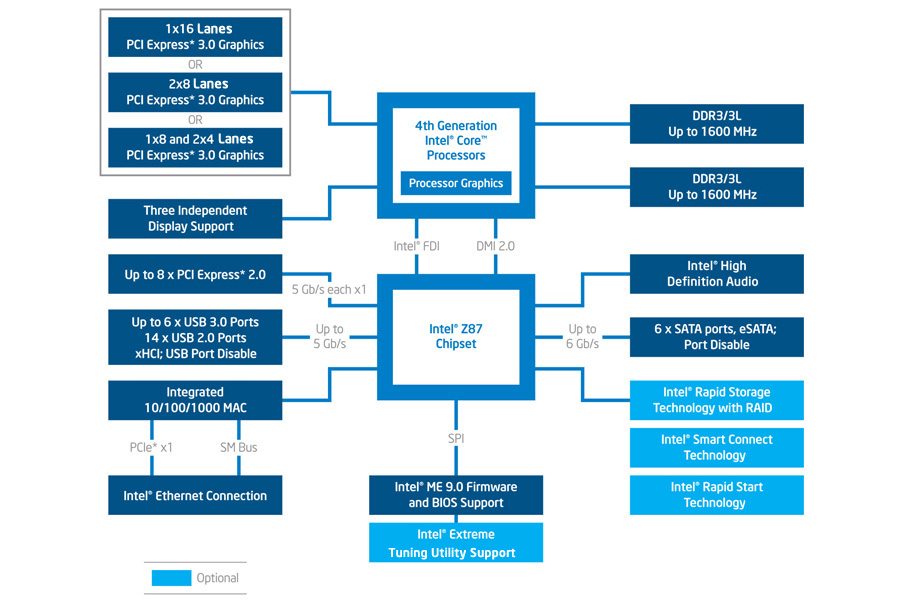 1x16 Lanes
PCI Express* 3.0 Graphics
OR
2x8 Lanes
PCI Express* 3.0 Graphics
OR
1x8 and 2x4 Lanes
PCI Express* 3.0 Graphics
4th Generation
Intel® Core™
Processors
Processor Graphics
DDR3/3L
Up to 1600 MHz
DDR3/3L
Up to 1600 MHz
Three Independent
Display Support
Intel® FDI
DMI 2.0
Up to 8 x PCI Express* 2.0
5 Gb/s each x1
Intel® High
Definition Audio
Up to 6 x USB 3.0 Ports
14 x USB 2.0 Ports
xHCI; USB Port Disable
Up to
5 Gb/s
Intel® Z87
Chipset
Up to
6 Gb/s
6 x SATA ports, eSATA;
Port Disable
Integrated
10/100/1000 MAC
Intel® Rapid Storage
Technology with RAID
PCIe* x1
SM Bus
SPI
Intel® Smart Connect
Technology
Intel® Ethernet Connection
Intel® ME 9.0 Firmware
and BIOS Support
Intel® Rapid Start
Technology
Intel® Extreme
Tuning Utility Support
Optional